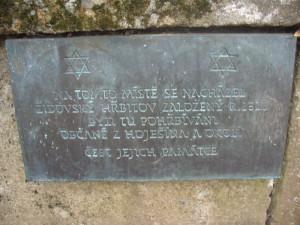 NA TOMTO MÍSTĚ SE NACHÁZEL
ŽIDOVSKÝ HŘBITOV ZALOŽENÝ R.
BYLI TU POHŘBÍVÁNI
OBČANÉ Z HOJEŠÍNA A OKOLÍ
ČEST JEJICH PAMÁTCE